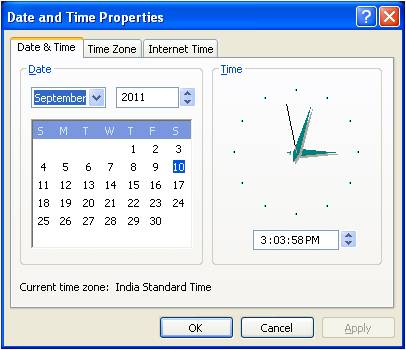 Date and Time Properties
Date & Time Time Zone Internet Time
Date
September 2011
S M T W T F S
1 2 3
4 5 6 7 8 9 10
11 12 13 14 15 16 17
18 19 20 21 22 23 24
25 26 27 28 29 30
Time
3:03:58 PM
Current time zone: India Standard Time
OK Cancel Apply